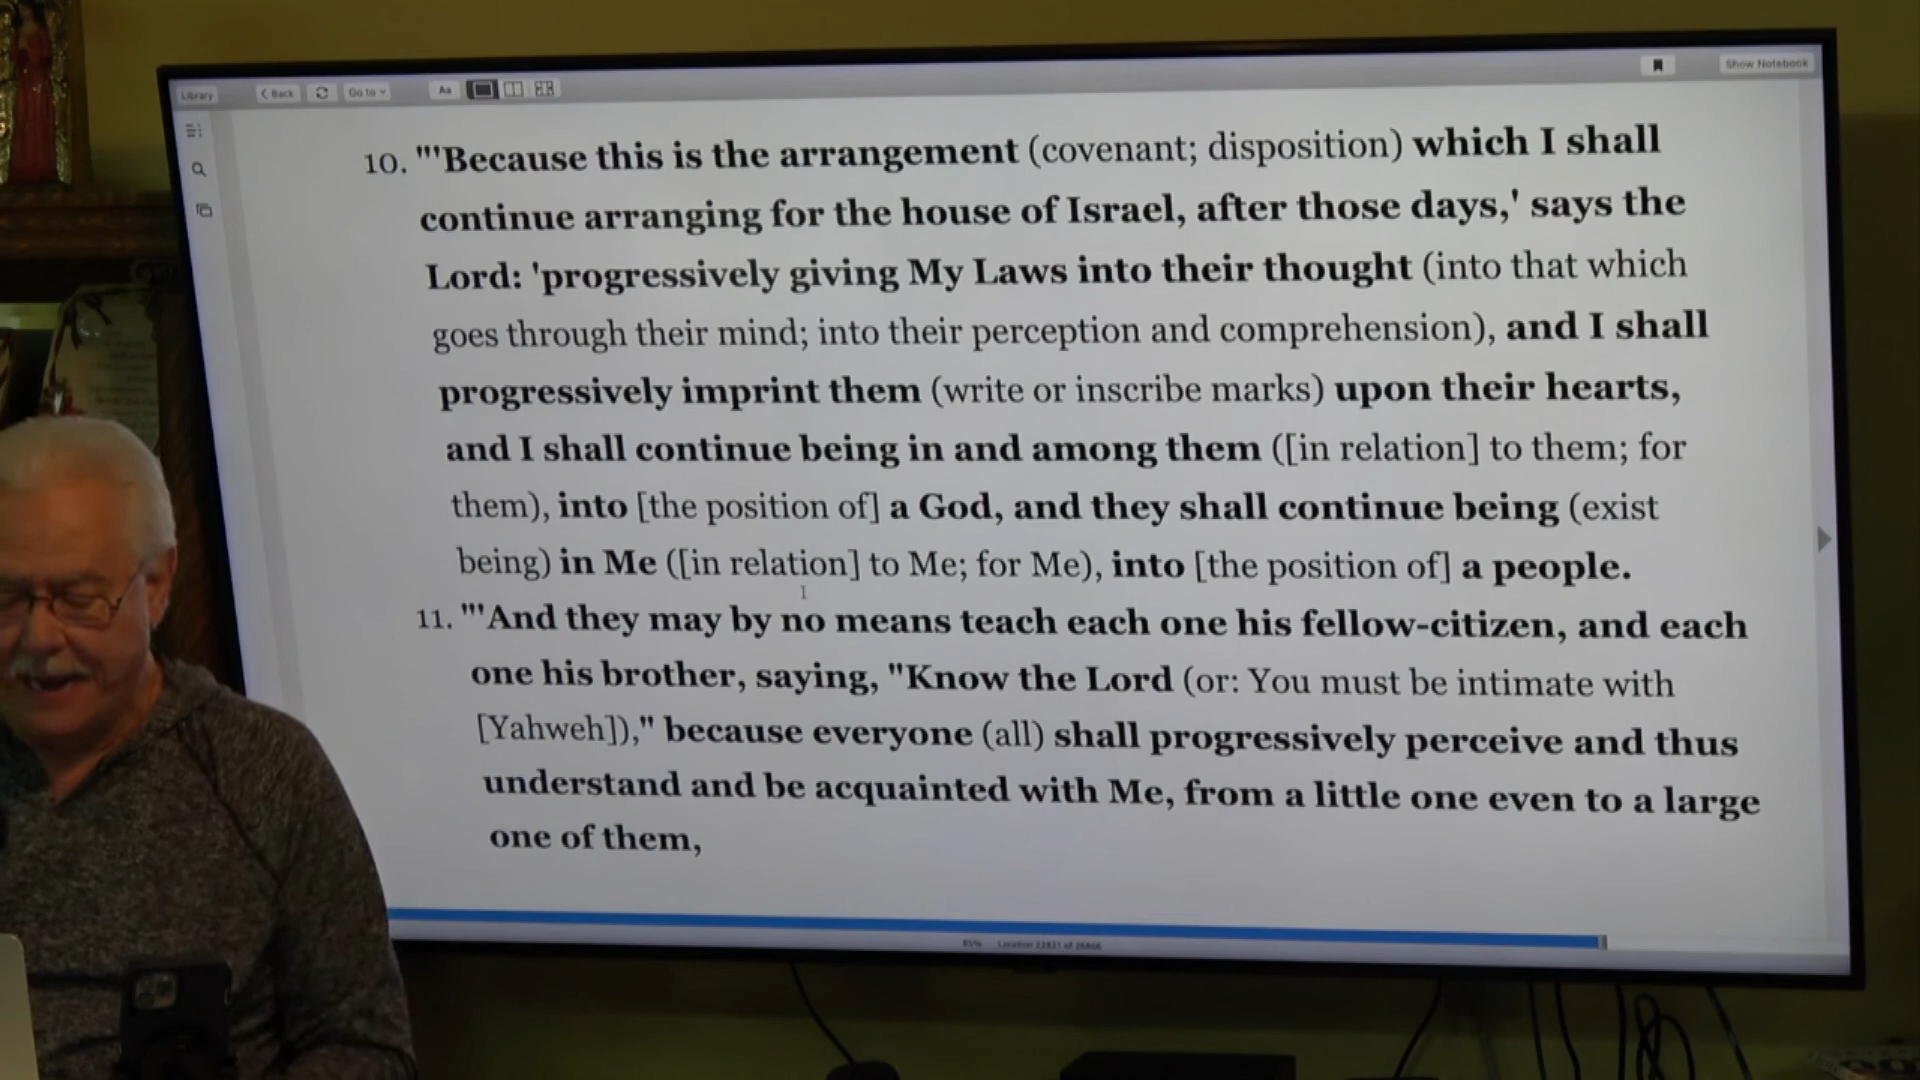 Library
Back
Go to
Aa
Show Notebook
10. "'Because this is the arrangement (covenant; disposition) which I shall
continue arranging for the house of Israel, after those days,' says the
Lord: 'progressively giving My Laws into their thought (into that which
goes through their mind; into their perception and comprehension), and I shall
progressively imprint them (write or inscribe marks) upon their hearts,
and I shall continue being in and among them ([in relation] to them; for
them), into [the position of] a God, and they shall continue being (exist
being) in Me ([in relation] to Me; for Me), into [the position of] a people.
11. "'And they may by no means teach each one his fellow-citizen, and each
one his brother, saying, "Know the Lord (or: You must be intimate with
[Yahweh])," because everyone (all) shall progressively perceive and thus
understand and be acquainted with Me, from a little one even to a large
one of them,
85% Location